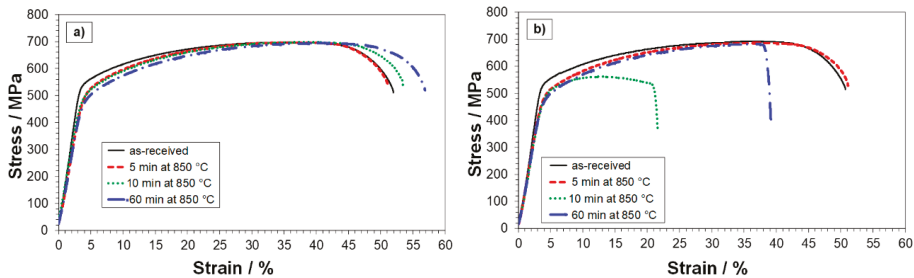 a)
Stress / MPa
800
700
600
500
400
300
200
100
0
as-received
5 min at 850 °C
10 min at 850 °C
60 min at 850 °C
0 5 10 15 20 25 30 35 40 45 50 55 60
Strain / %
b)
Stress / MPa
800
700
600
500
400
300
200
100
0
as-received
5 min at 850 °C
10 min at 850 °C
60 min at 850 °C
0 5 10 15 20 25 30 35 40 45 50 55 60
Strain / %